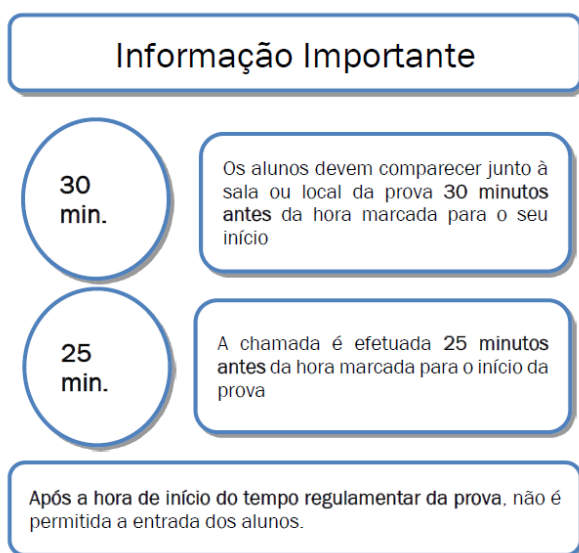 Informação Importante
30
min.
Os alunos devem comparecer junto à
sala ou local da prova 30 minutos
antes da hora marcada para o seu
início
25
min.
A chamada é efetuada 25 minutos
antes da hora marcada para o início da
prova
Após a hora de início do tempo regulamentar da prova, não é
permitida a entrada dos alunos.